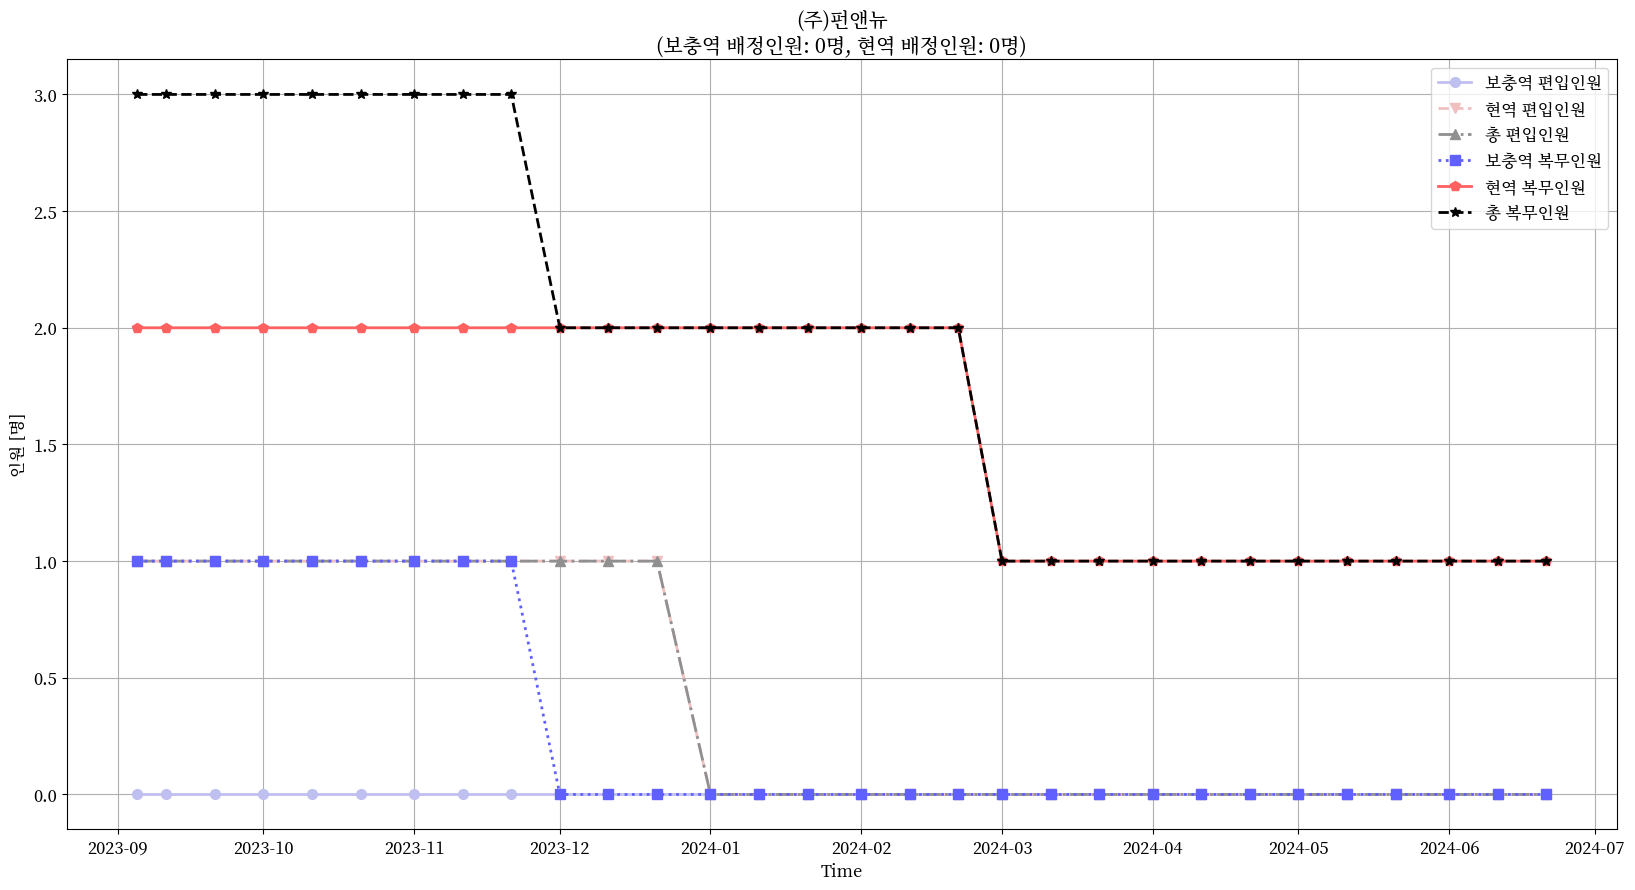 (주)펀앤뉴
(보충역 배정인원: 0명, 현역 배정인원: 0명)
보충역 편입인원
현역 편입인원
총 편입인원
보충역 복무인원
현역 복무인원
총 복무인원
3.0
2.5
2.0
1.5
1.0
0.5
0.0
인원 [명]
2023-09 2023-10 2023-11 2023-12 2024-01 2024-02 2024-03 2024-04 2024-05 2024-06 2024-07
Time